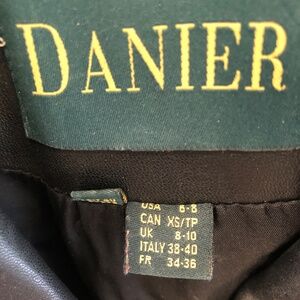 DANIER
USA 6-8
CAN XS/TP
UK 8-10
ITALY 38-40
FR 34-36